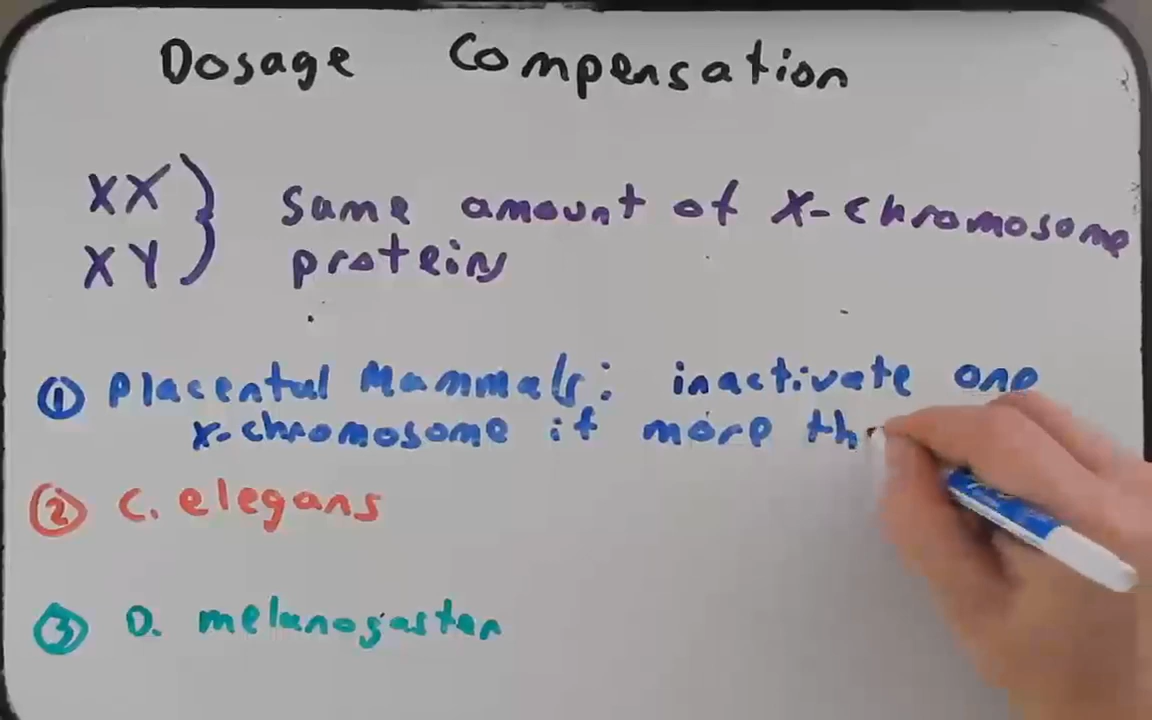 Dosage Compensation
XX } same amount of X-chromosome
XY } proteins
① Placental Mammals: inactivate one
X-chromosome if more th
② C. elegans
③ D. melanogaster